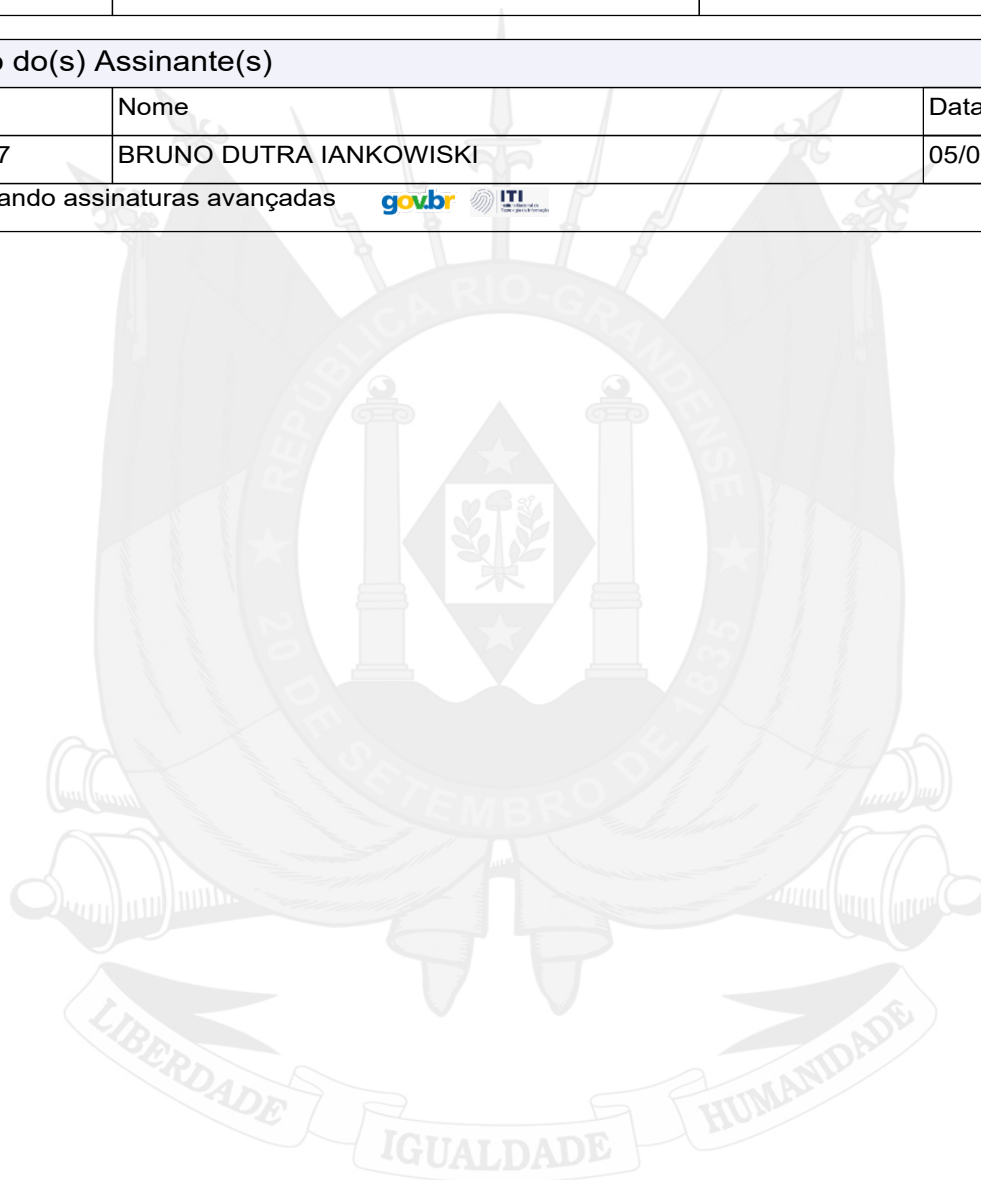 o do(s) Assinante(s)
Nome Data
7 BRUNO DUTRA IANKOWISKI 05/0
ando assinaturas avançadas gov.br ITI
REPÚBLICA RIO-GRANDENSE
20 DE SETEMBRO DE 1835
LIBERDADE IGUALDADE HUMANIDADE